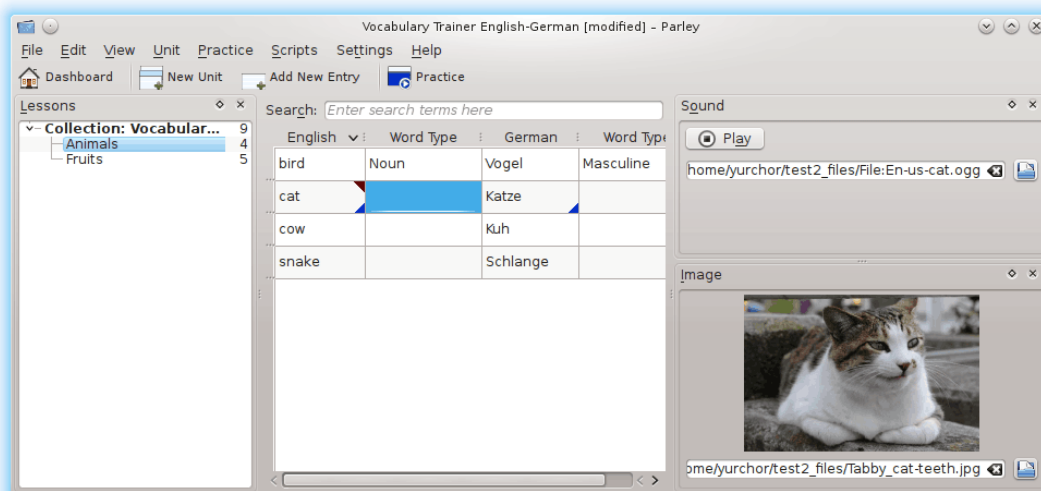 Vocabulary Trainer English-German [modified] – Parley
File Edit View Unit Practice Scripts Settings Help
Dashboard New Unit Add New Entry Practice
Lessons
Collection: Vocabular... 9
Animals 4
Fruits 5
Search: Enter search terms here
English Word Type German Word Type
bird Noun Vogel Masculine
cat Katze
cow Kuh
snake Schlange
Sound
Play
home/yurchor/test2_files/File:En-us-cat.ogg
Image
ome/yurchor/test2_files/Tabby_cat-teeth.jpg